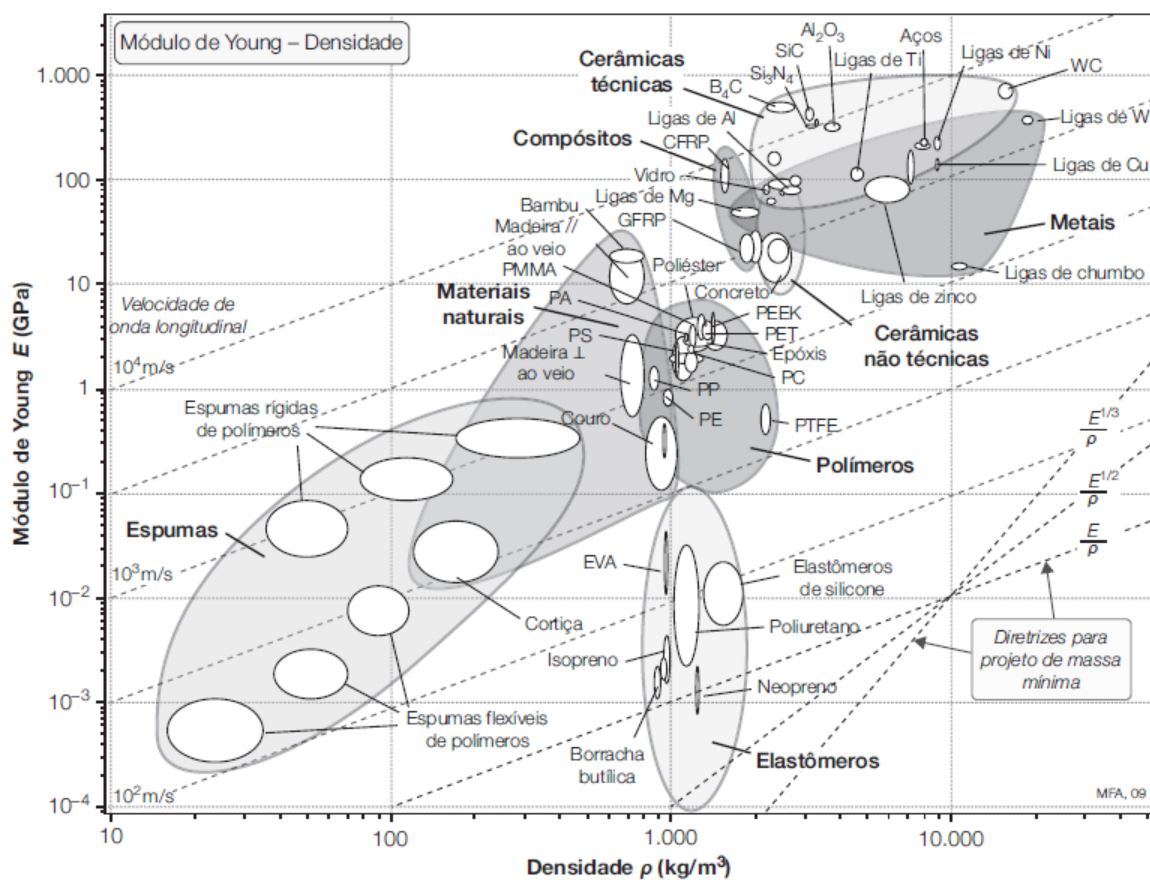 Módulo de Young – Densidade
Módulo de Young E (GPa)
1.000
100
10
1
10⁻¹
10⁻²
10⁻³
10⁻⁴
10
100
1.000
10.000
Densidade ρ (kg/m³)
Cerâmicas
técnicas
Al₂O₃
SiC
Si₃N₄
B₄C
Aços
Ligas de Ti
Ligas de Ni
WC
Ligas de W
Ligas de Cu
Ligas de Al
CFRP
Compósitos
Vidro
Ligas de Mg
GFRP
Metais
Ligas de chumbo
Ligas de zinco
Bambu
Madeira //
ao veio
PMMA
Poliéster
Concreto
Cerâmicas
não técnicas
Materiais
naturais
PA
PS
Madeira ⊥
ao veio
PEEK
PET
Epóxis
PC
PP
PE
PTFE
Couro
Polímeros
Velocidade de
onda longitudinal
10⁴ m/s
10³ m/s
10² m/s
Espumas rígidas
de polímeros
Espumas
Cortiça
Espumas flexíveis
de polímeros
EVA
Elastômeros
de silicone
Poliuretano
Isopreno
Neopreno
Borracha
butílica
Elastômeros
E^1/3
ρ
E^1/2
ρ
E
ρ
Diretrizes para
projeto de massa
mínima
MFA, 09